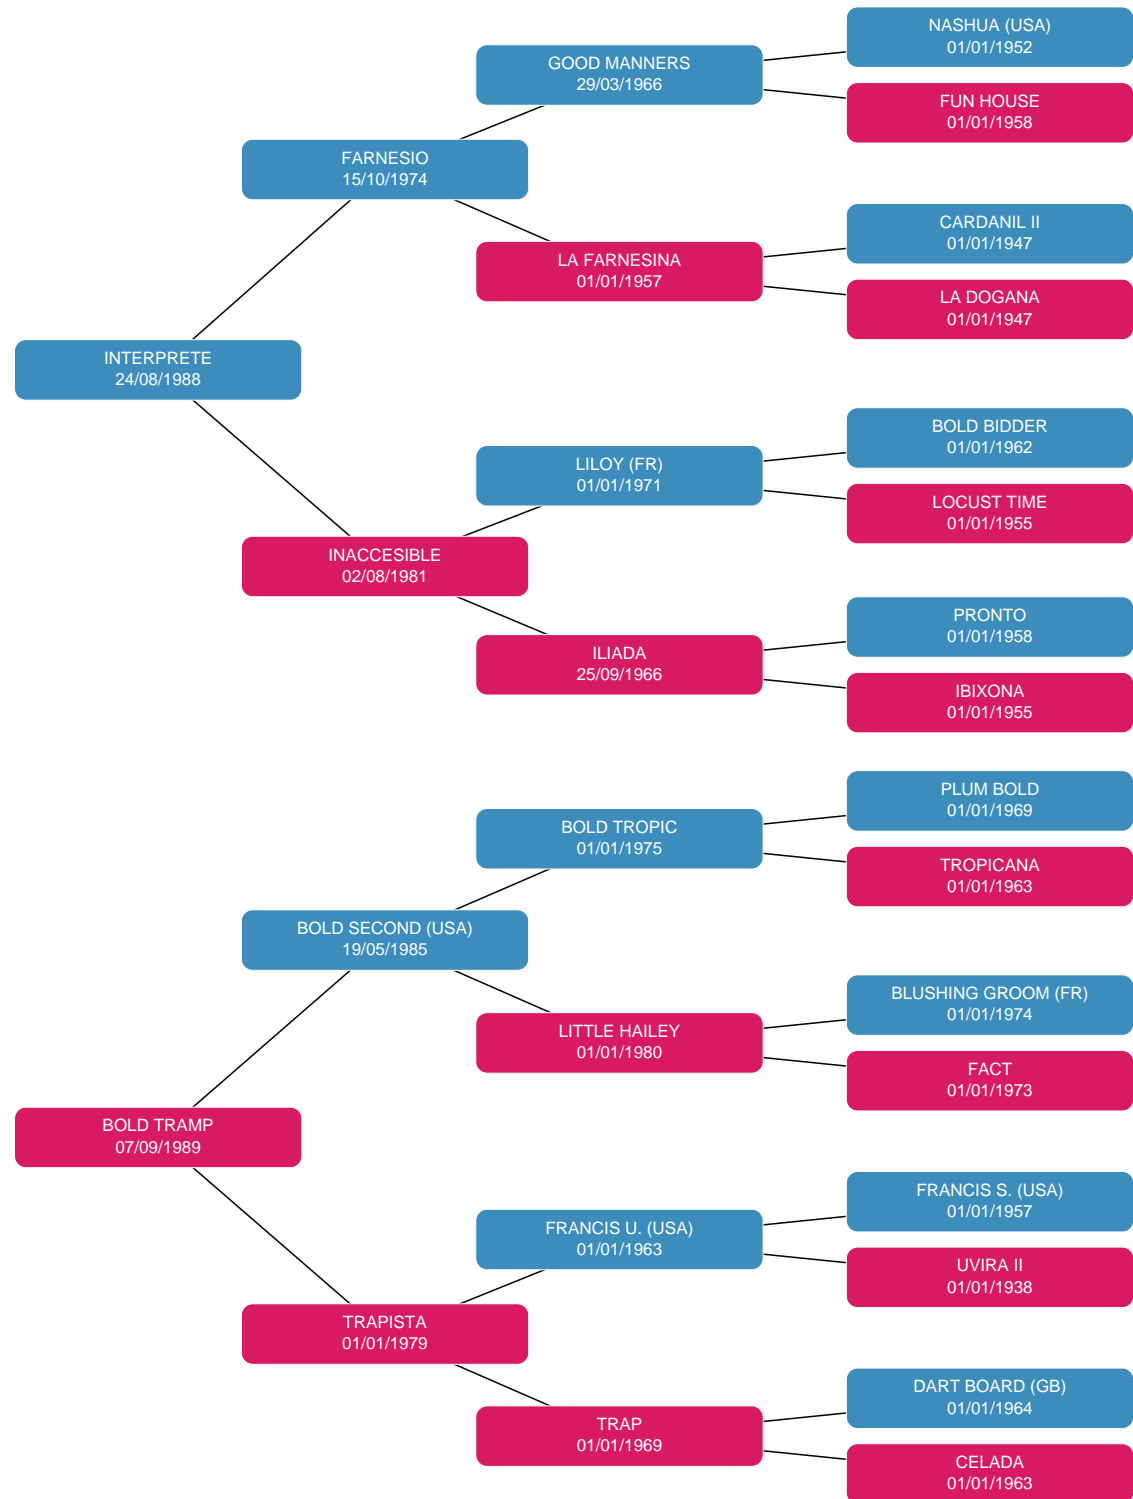 NASHUA (USA)
01/01/1952
GOOD MANNERS
29/03/1966
FUN HOUSE
01/01/1958
FARNESIO
15/10/1974
CARDANIL II
01/01/1947
LA FARNESINA
01/01/1957
LA DOGANA
01/01/1947
INTERPRETE
24/08/1988
BOLD BIDDER
01/01/1962
LILOY (FR)
01/01/1971
LOCUST TIME
01/01/1955
INACCESIBLE
02/08/1981
PRONTO
01/01/1958
ILIADA
25/09/1966
IBIXONA
01/01/1955
PLUM BOLD
01/01/1969
BOLD TROPIC
01/01/1975
TROPICANA
01/01/1963
BOLD SECOND (USA)
19/05/1985
BLUSHING GROOM (FR)
01/01/1974
LITTLE HAILEY
01/01/1980
FACT
01/01/1973
BOLD TRAMP
07/09/1989
FRANCIS S. (USA)
01/01/1957
FRANCIS U. (USA)
01/01/1963
UVIRA II
01/01/1938
TRAPISTA
01/01/1979
DART BOARD (GB)
01/01/1964
TRAP
01/01/1969
CELADA
01/01/1963